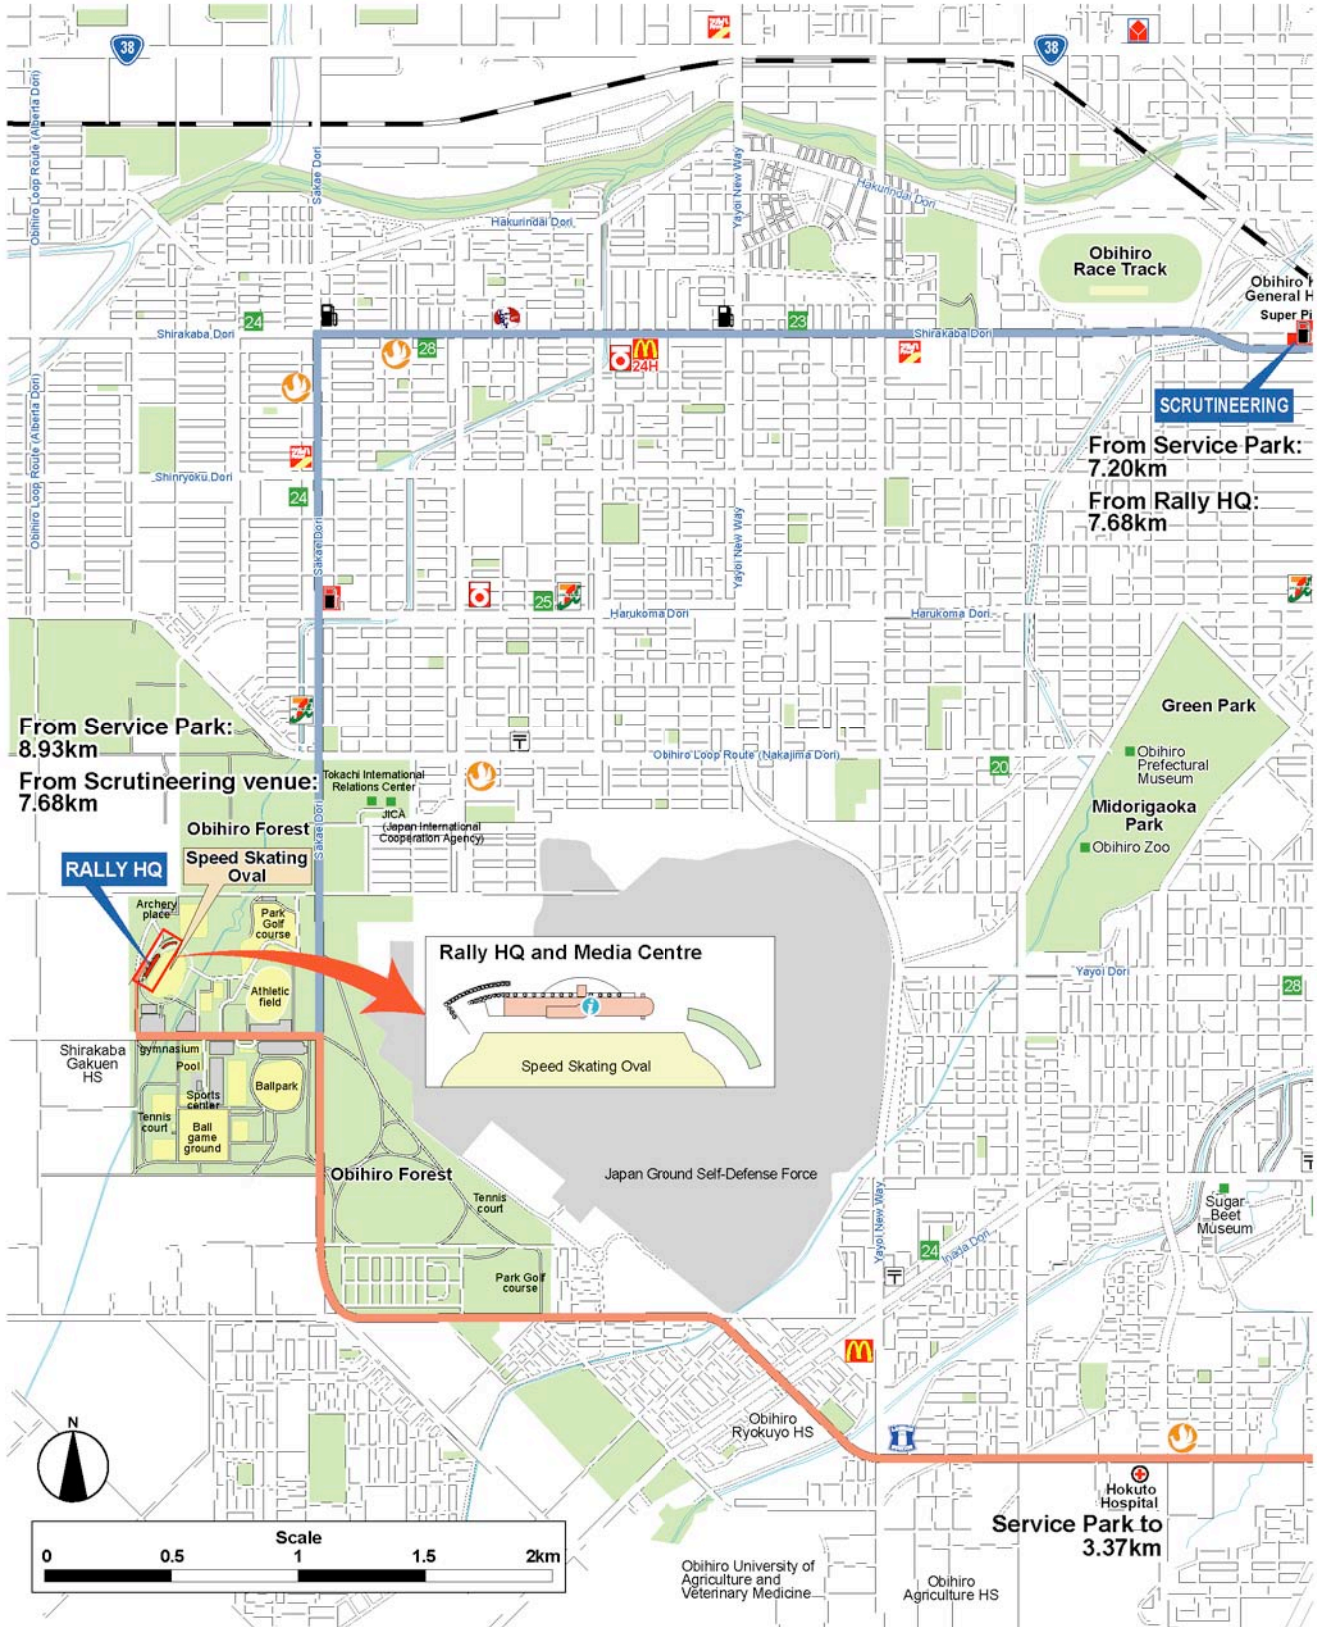 38
38
Obihiro Loop Route (Alberta Dori)
Sakae Dori
Yayoi New Way
Hakurindai Dori
Hakurindai Dori
Obihiro
Race Track
Obihiro
General H
Super Pi
24
23
Shirakaba Dori
Shirakaba Dori
28
24H
SCRUTINEERING
From Service Park:
7.20km
From Rally HQ:
7.68km
Obihiro Loop Route (Alberta Dori)
Shinryoku Dori
24
Sakae Dori
Yayoi New Way
25
Harukoma Dori
Harukoma Dori
Green Park
From Service Park:
8.93km
From Scrutineering venue:
7.68km
〒
Obihiro Loop Route (Nakajima Dori)
20
Obihiro
Prefectural
Museum
Tokachi International
Relations Center
JICA
(Japan International
Cooperation Agency)
Sakae Dori
Midorigaoka
Park
Obihiro Zoo
Obihiro Forest
RALLY HQ
Speed Skating
Oval
Archery
place
Park
Golf
course
Athletic
field
Rally HQ and Media Centre
i
Speed Skating Oval
Yayoi Dori
28
Shirakaba
Gakuen
HS
gymnasium
Pool
Sports
center
Ballpark
Tennis
court
Ball
game
ground
Obihiro Forest
Tennis
court
Japan Ground Self-Defense Force
Yayoi New Way
〒
Sugar
Beet
Museum
24
Inada Dori
〒
Park Golf
course
Obihiro
Ryokuyo HS
N
Hokuto
Hospital
Service Park to
3.37km
Scale
0 0.5 1 1.5 2km
Obihiro University of
Agriculture and
Veterinary Medicine
Obihiro
Agriculture HS